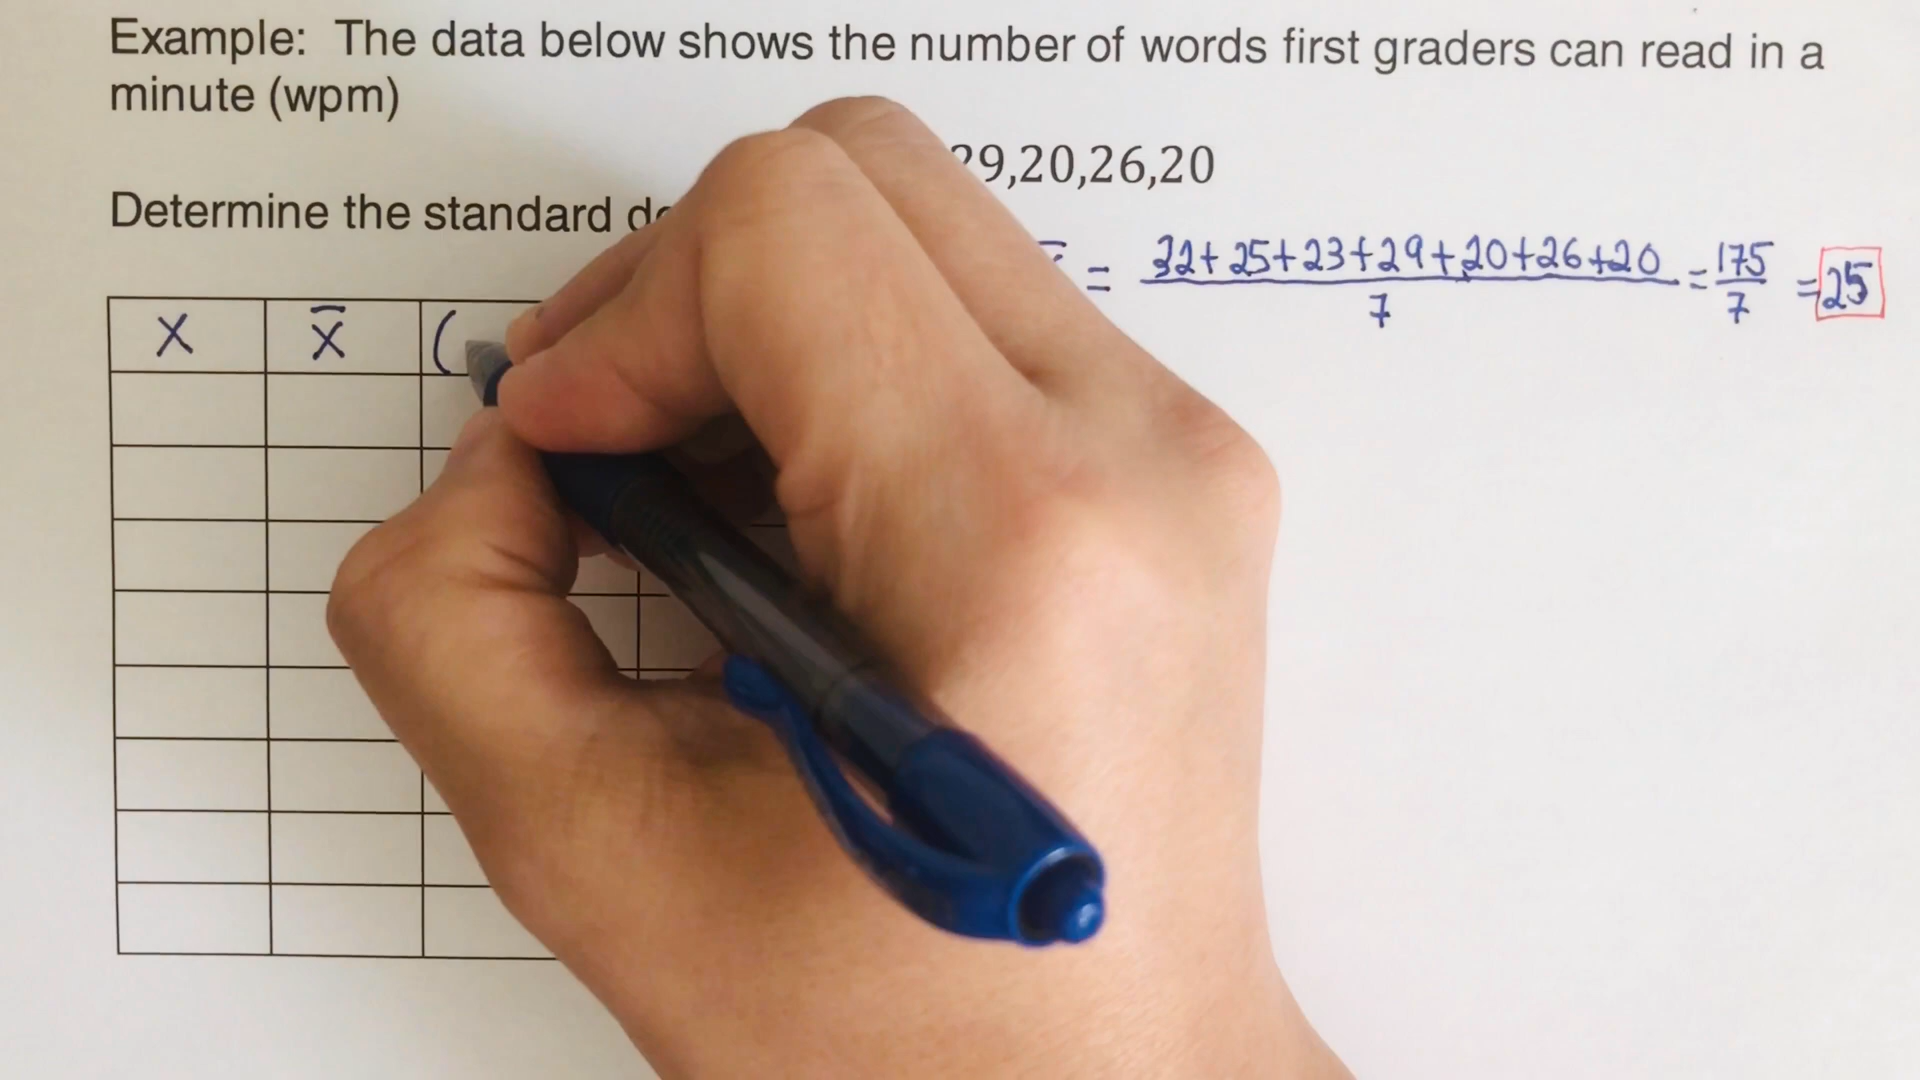 Example: The data below shows the number of words first graders can read in a
minute (wpm)
29,20,26,20
Determine the standard
= 32+25+23+29+20+26+20 / 7 = 175 / 7 = 25
X x̄ (